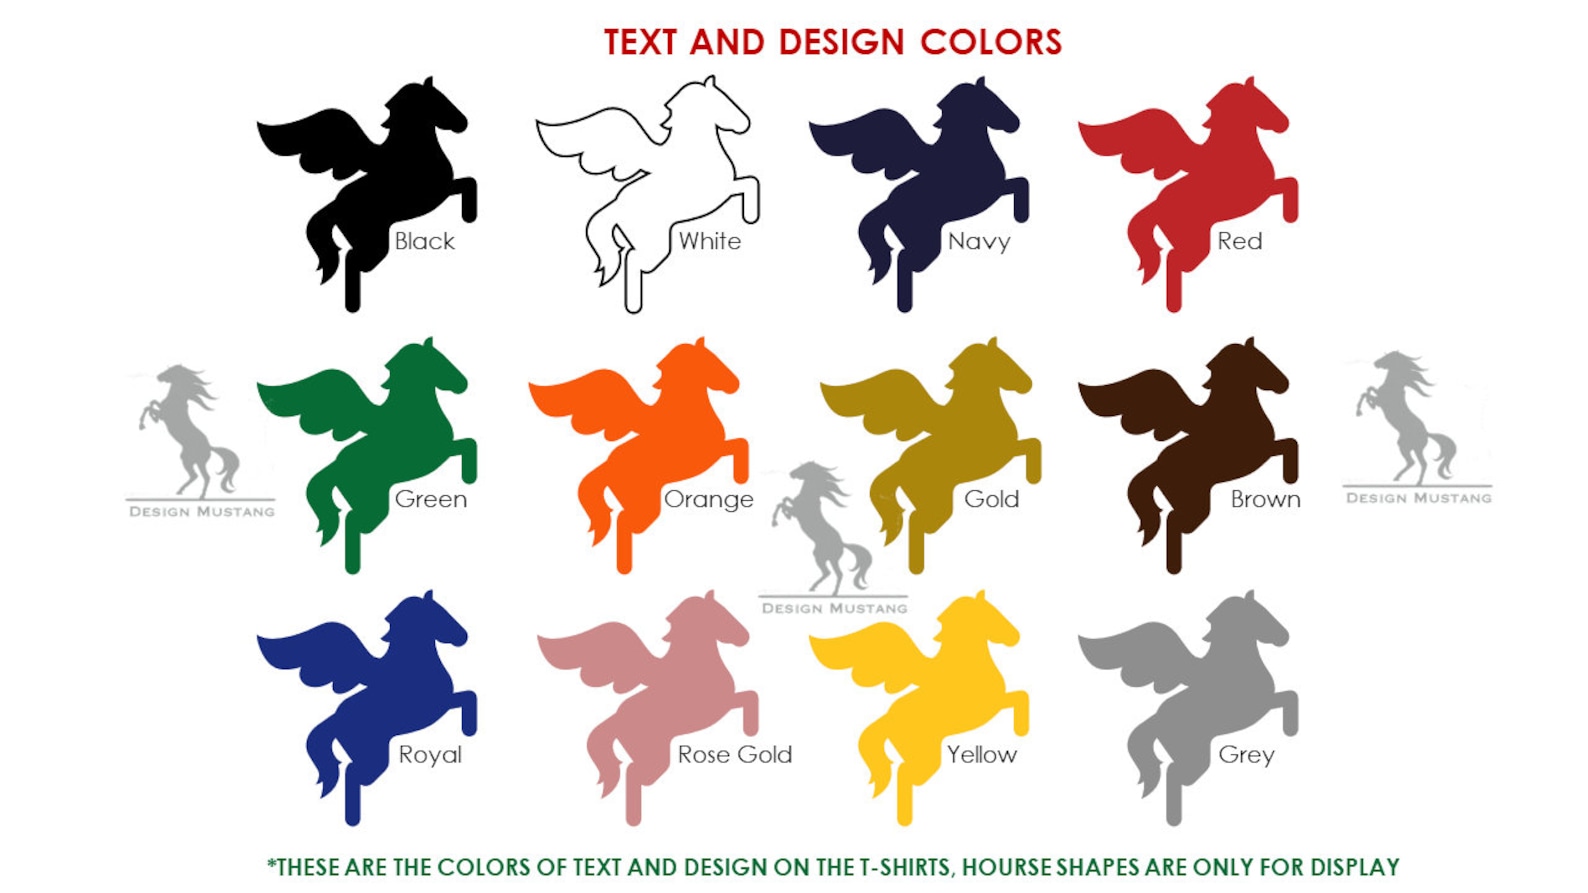 TEXT AND DESIGN COLORS
Black
White
Navy
Red
Green
Orange
Gold
Brown
DESIGN MUSTANG
DESIGN MUSTANG
DESIGN MUSTANG
Royal
Rose Gold
Yellow
Grey
*THESE ARE THE COLORS OF TEXT AND DESIGN ON THE T-SHIRTS, HOURSE SHAPES ARE ONLY FOR DISPLAY